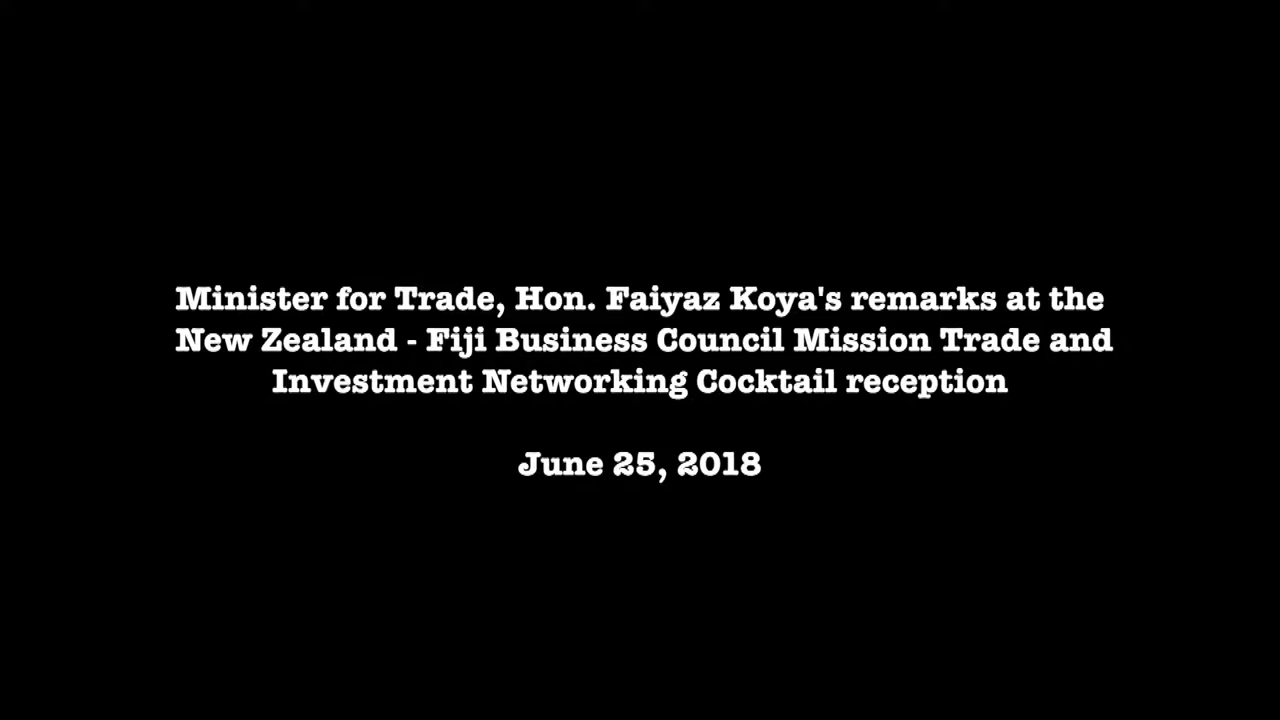 Minister for Trade, Hon. Faiyaz Koya's remarks at the
New Zealand - Fiji Business Council Mission Trade and
Investment Networking Cocktail reception
June 25, 2018